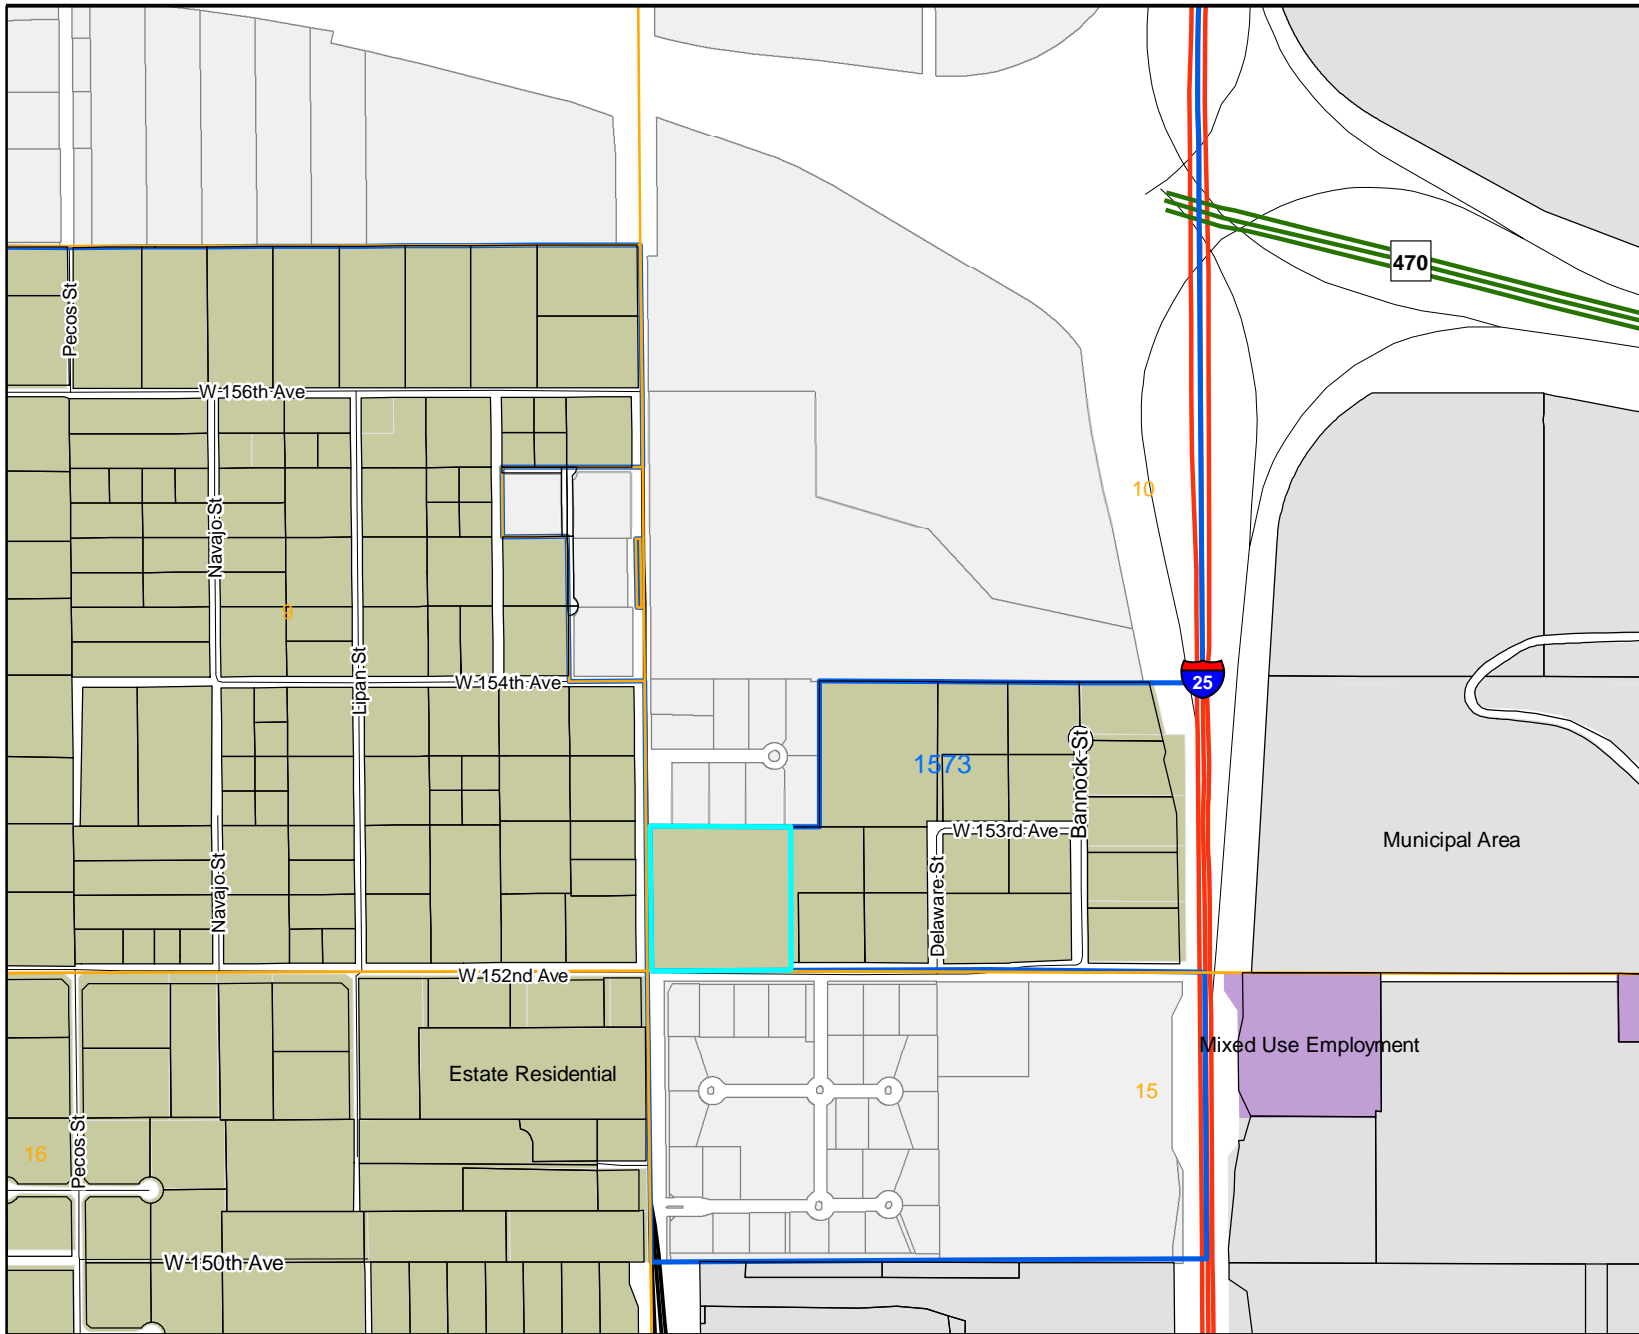 470
Pecos St
W 156th Ave
10
Navajo St
9
Lipan St
W 154th Ave
25
Bannock St
1573
W 153rd Ave
Municipal Area
Navajo St
Delaware St
W 152nd Ave
Mixed Use Employment
Estate Residential
15
Pecos St
16
W 150th Ave